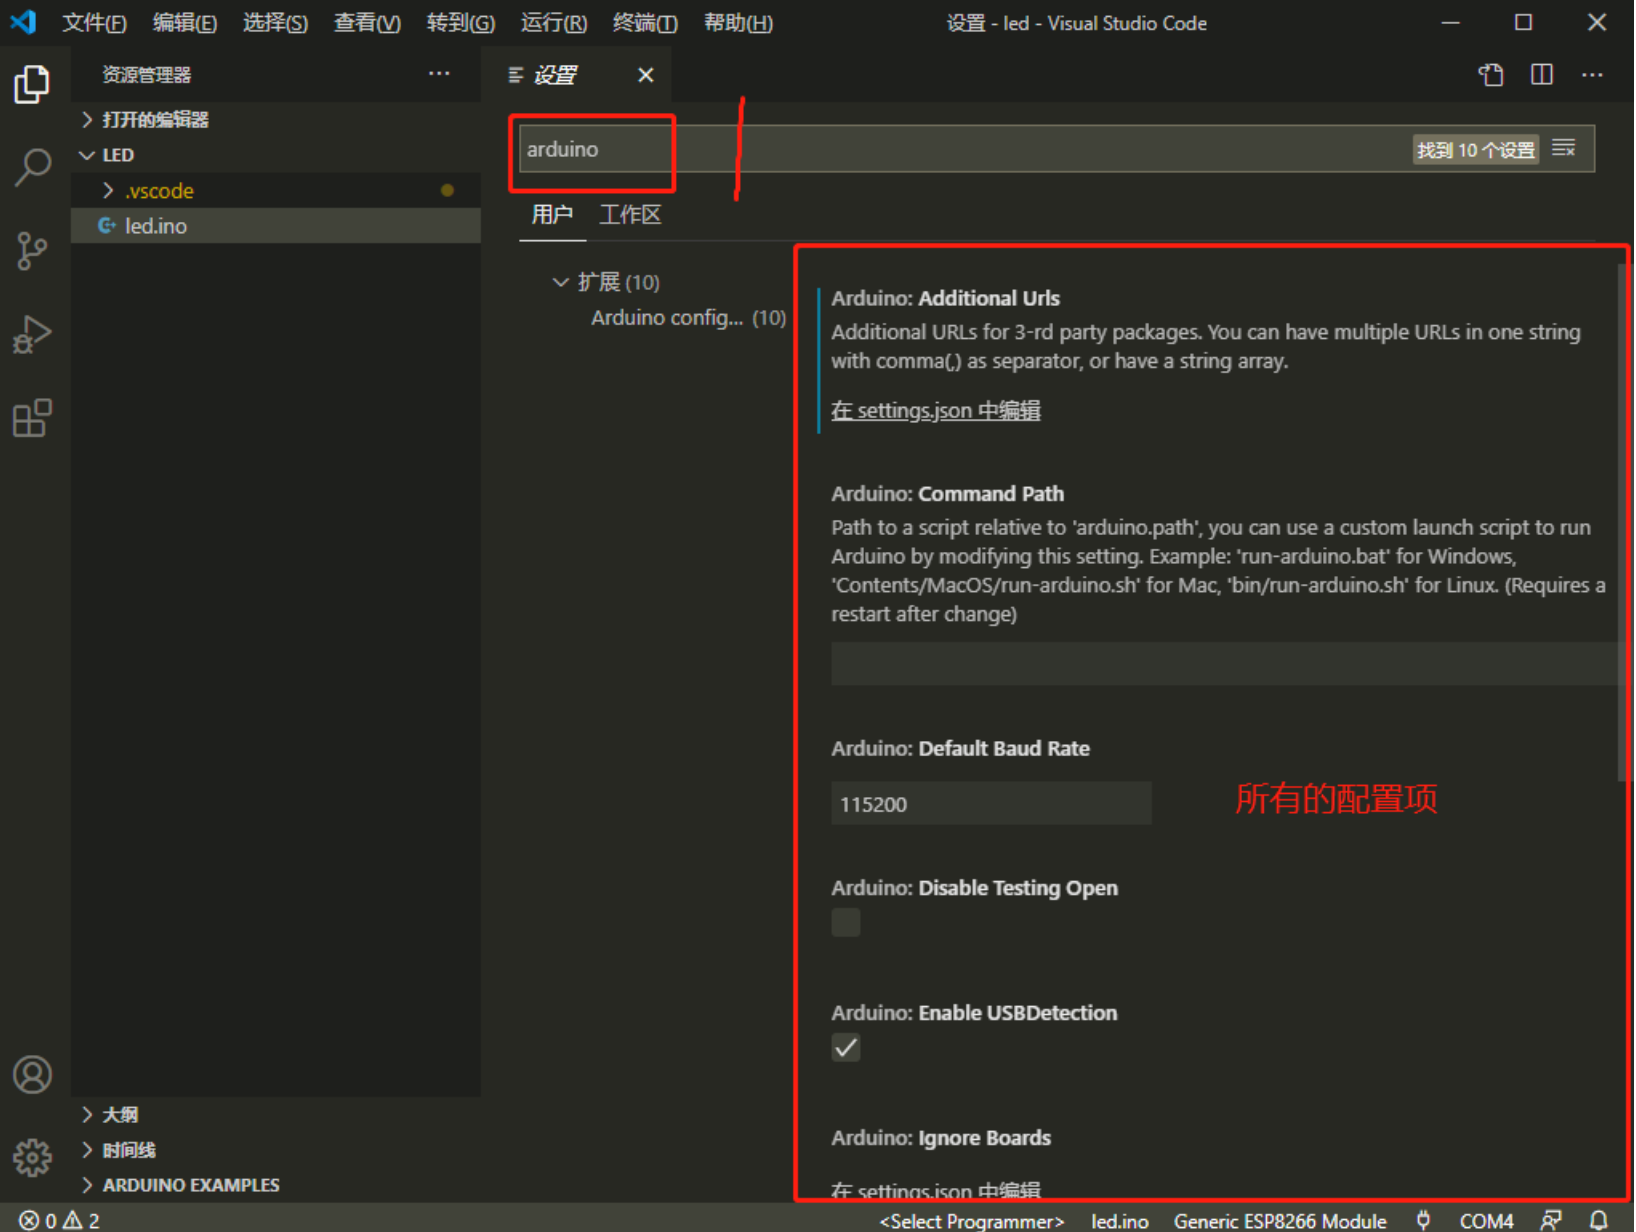 文件(F) 编辑(E) 选择(S) 查看(V) 转到(G) 运行(R) 终端(T) 帮助(H) 设置 - led - Visual Studio Code
资源管理器
设置
打开的编辑器
LED
.vscode
led.ino
arduino
找到 10 个设置
用户 工作区
扩展 (10)
Arduino config... (10)
Arduino: Additional Urls
Additional URLs for 3-rd party packages. You can have multiple URLs in one string
with comma(,) as separator, or have a string array.
在 settings.json 中编辑
Arduino: Command Path
Path to a script relative to 'arduino.path', you can use a custom launch script to run
Arduino by modifying this setting. Example: 'run-arduino.bat' for Windows,
'Contents/MacOS/run-arduino.sh' for Mac, 'bin/run-arduino.sh' for Linux. (Requires a
restart after change)
Arduino: Default Baud Rate
115200
所有的配置项
Arduino: Disable Testing Open
Arduino: Enable USBDetection
Arduino: Ignore Boards
在 settings.json 中编辑
大纲
时间线
ARDUINO EXAMPLES
0 2 <Select Programmer> led.ino Generic ESP8266 Module COM4